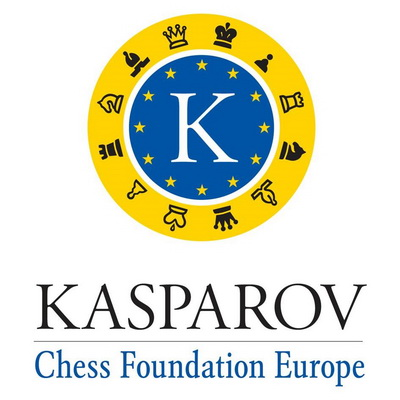 K
KASPAROV
Chess Foundation Europe